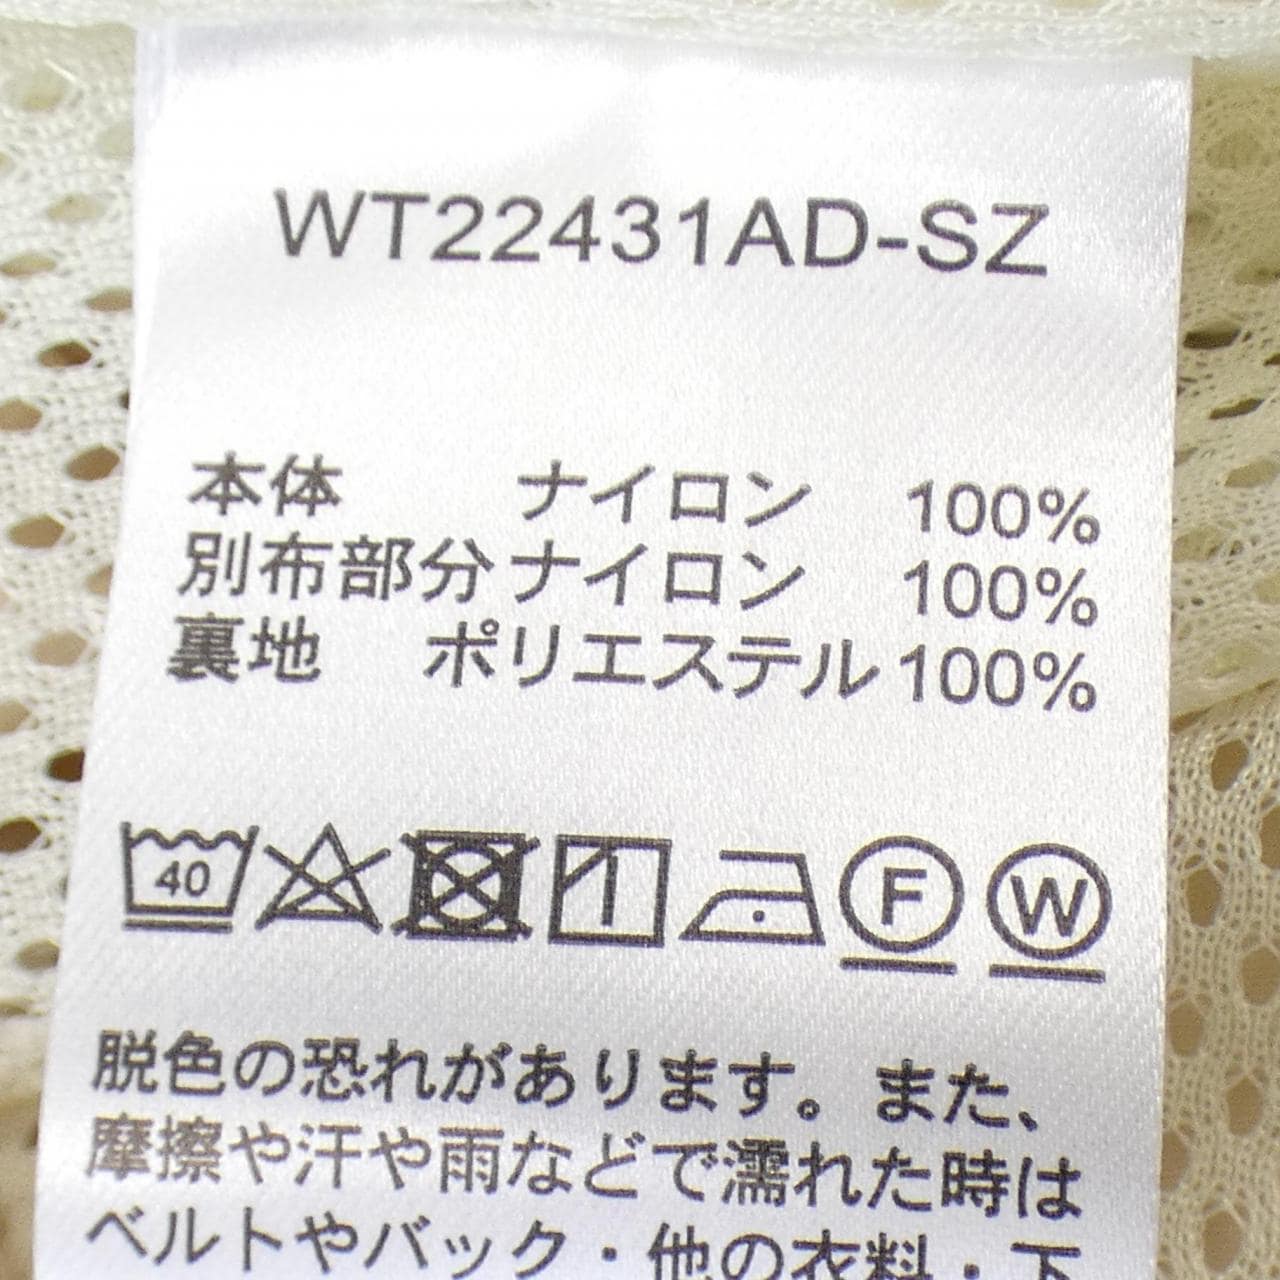 WT22431AD-SZ
本体 ナイロン 100%
別布部分 ナイロン 100%
裏地 ポリエステル 100%
40 F W
脱色の恐れがあります。また、
摩擦や汗や雨などで濡れた時は
ベルトやバック・他の衣料・下